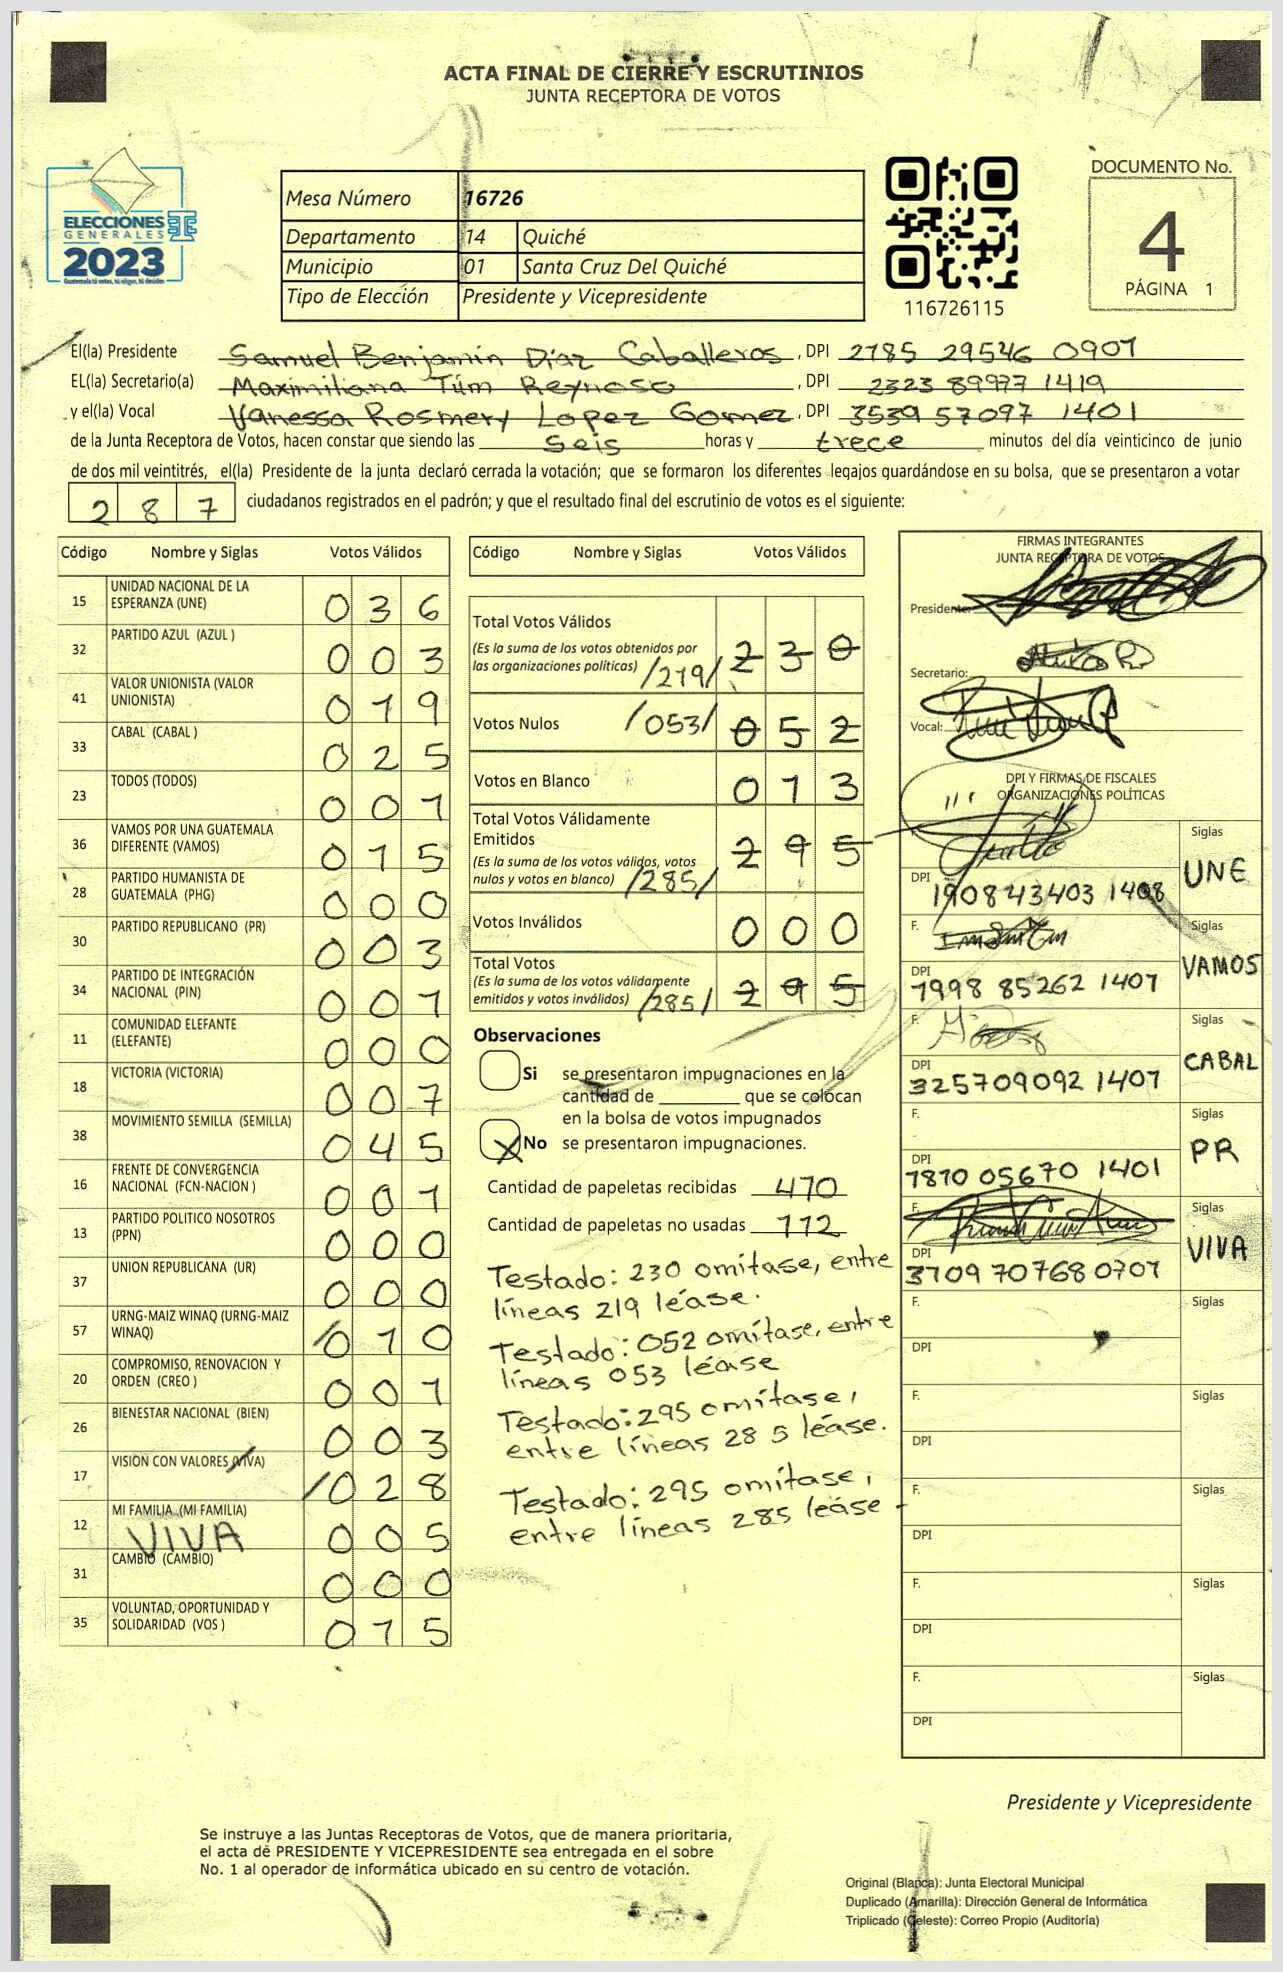 ACTA FINAL DE CIERRE Y ESCRUTINIOS
JUNTA RECEPTORA DE VOTOS
ELECCIONES
GENERALES
2023
Guatemala tú votas, tú eliges, tú decides
Mesa Número 16726
Departamento 14 Quiché
Municipio 01 Santa Cruz Del Quiché
Tipo de Elección Presidente y Vicepresidente
116726115
DOCUMENTO No.
4
PÁGINA 1
El(la) Presidente Samuel Benjamín Díaz Caballeros, DPI 2785 29546 0901
EL(la) Secretario(a) Maximiliana Túm Reynoso, DPI 2323 89977 1419
y el(la) Vocal Vanessa Rosmery Lopez Gomez, DPI 3539 57097 1401
de la Junta Receptora de Votos, hacen constar que siendo las seis horas y trece minutos del día veinticinco de junio
de dos mil veintitrés, el(la) Presidente de la junta declaró cerrada la votación; que se formaron los diferentes legajos guardándose en su bolsa, que se presentaron a votar
2 8 7 ciudadanos registrados en el padrón; y que el resultado final del escrutinio de votos es el siguiente:
Código Nombre y Siglas Votos Válidos
15 UNIDAD NACIONAL DE LA ESPERANZA (UNE) 0 3 6
32 PARTIDO AZUL (AZUL ) 0 0 3
41 VALOR UNIONISTA (VALOR UNIONISTA) 0 1 9
33 CABAL (CABAL ) 0 2 5
23 TODOS (TODOS) 0 0 1
36 VAMOS POR UNA GUATEMALA DIFERENTE (VAMOS) 0 1 5
28 PARTIDO HUMANISTA DE GUATEMALA (PHG) 0 0 0
30 PARTIDO REPUBLICANO (PR) 0 0 3
34 PARTIDO DE INTEGRACIÓN NACIONAL (PIN) 0 0 1
11 COMUNIDAD ELEFANTE (ELEFANTE) 0 0 0
18 VICTORIA (VICTORIA) 0 0 7
38 MOVIMIENTO SEMILLA (SEMILLA) 0 4 5
16 FRENTE DE CONVERGENCIA NACIONAL (FCN-NACION ) 0 0 1
13 PARTIDO POLITICO NOSOTROS (PPN) 0 0 0
37 UNION REPUBLICANA (UR) 0 0 0
57 URNG-MAIZ WINAQ (URNG-MAIZ WINAQ) /0 1 0
20 COMPROMISO, RENOVACION Y ORDEN (CREO ) 0 0 1
26 BIENESTAR NACIONAL (BIEN) 0 0 3
17 VISION CON VALORES (VIVA) /0 2 8
12 MI FAMILIA (MI FAMILIA) 0 0 5
VIVA
31 CAMBIO (CAMBIO) 0 0 0
35 VOLUNTAD, OPORTUNIDAD Y SOLIDARIDAD (VOS ) 0 1 5
Código Nombre y Siglas Votos Válidos
Total Votos Válidos
(Es la suma de los votos obtenidos por
las organizaciones políticas) /219/ 2 3 0
Votos Nulos /053/ 0 5 2
Votos en Blanco 0 1 3
Total Votos Válidamente
Emitidos 2 9 5
(Es la suma de los votos válidos, votos
nulos y votos en blanco) /285/
Votos Inválidos 0 0 0
Total Votos
(Es la suma de los votos válidamente
emitidos y votos inválidos) /285/ 2 9 5
Observaciones
Si se presentaron impugnaciones en la
cantidad de ________ que se colocan
en la bolsa de votos impugnados
X No se presentaron impugnaciones.
Cantidad de papeletas recibidas 470
Cantidad de papeletas no usadas 112
Testado: 230 omítase, entre
líneas 219 léase.
Testado: 052 omítase, entre
líneas 053 léase
Testado: 295 omítase,
entre líneas 285 léase.
Testado: 295 omítase,
entre líneas 285 léase
FIRMAS INTEGRANTES
JUNTA RECEPTORA DE VOTOS
Presidente:
Secretario:
Vocal:
DPI Y FIRMAS DE FISCALES
ORGANIZACIONES POLÍTICAS
Siglas
UNE
DPI 1908 43403 1408
F. Siglas
VAMOS
DPI 1998 85262 1401
F. Siglas
CABAL
DPI 325709092 1401
F. Siglas
PR
DPI 1810 05670 1401
F. Siglas
VIVA
DPI 3109 70768 0701
F. Siglas
DPI
F. Siglas
DPI
F. Siglas
DPI
F. Siglas
DPI
F. Siglas
DPI
Presidente y Vicepresidente
Se instruye a las Juntas Receptoras de Votos, que de manera prioritaria,
el acta de PRESIDENTE Y VICEPRESIDENTE sea entregada en el sobre
No. 1 al operador de informática ubicado en su centro de votación.
Original (Blanca): Junta Electoral Municipal
Duplicado (Amarilla): Dirección General de Informática
Triplicado (Celeste): Correo Propio (Auditoría)